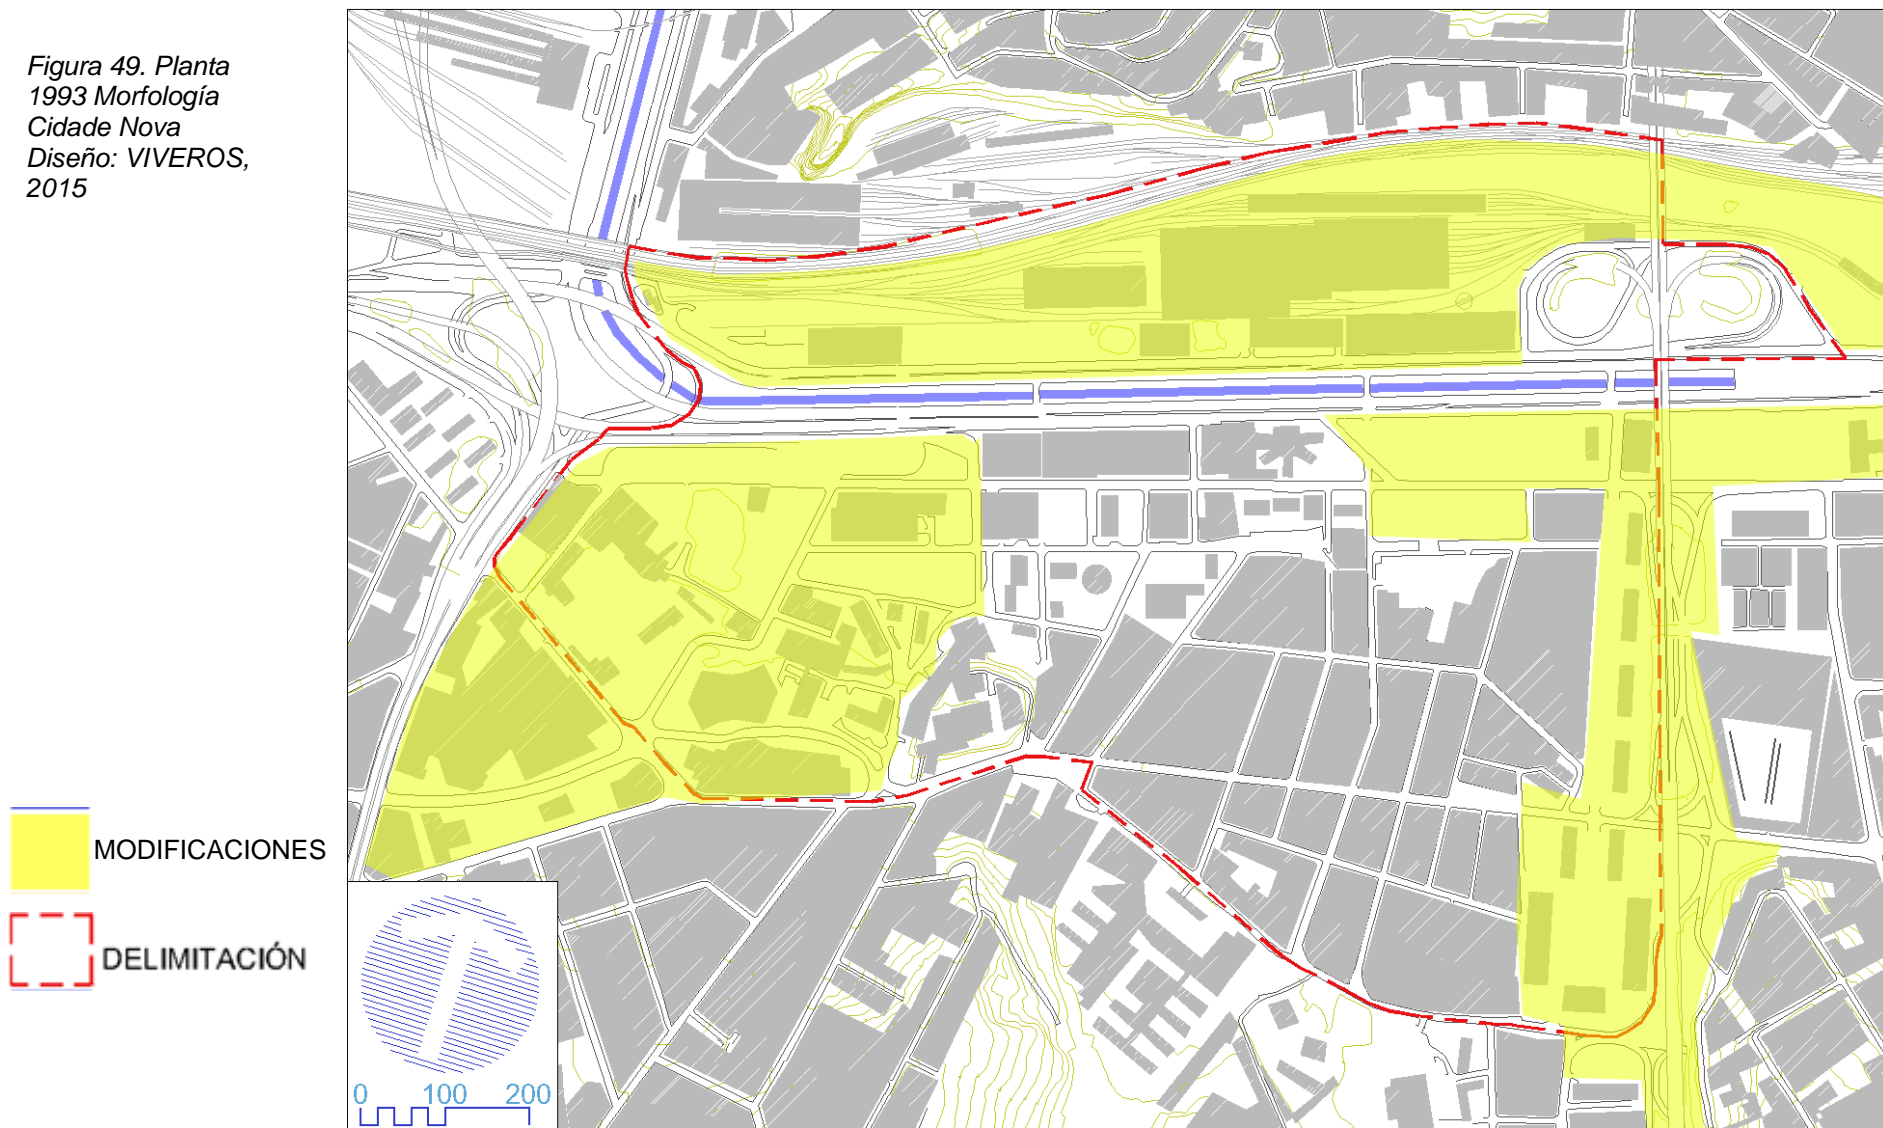 Figura 49. Planta
1993 Morfología
Cidade Nova
Diseño: VIVEROS,
2015
MODIFICACIONES
DELIMITACIÓN
0 100 200